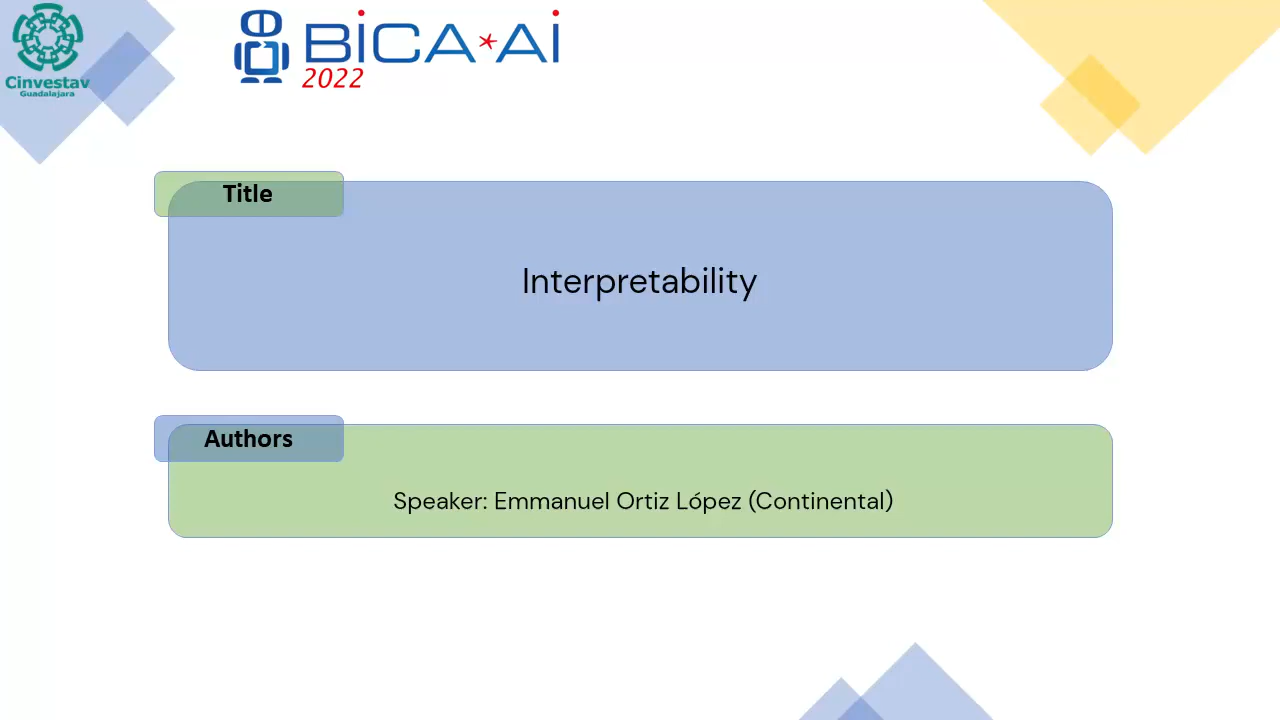 Cinvestav
Guadalajara
BiCA*Ai
2022
Title
Interpretability
Authors
Speaker: Emmanuel Ortiz López (Continental)